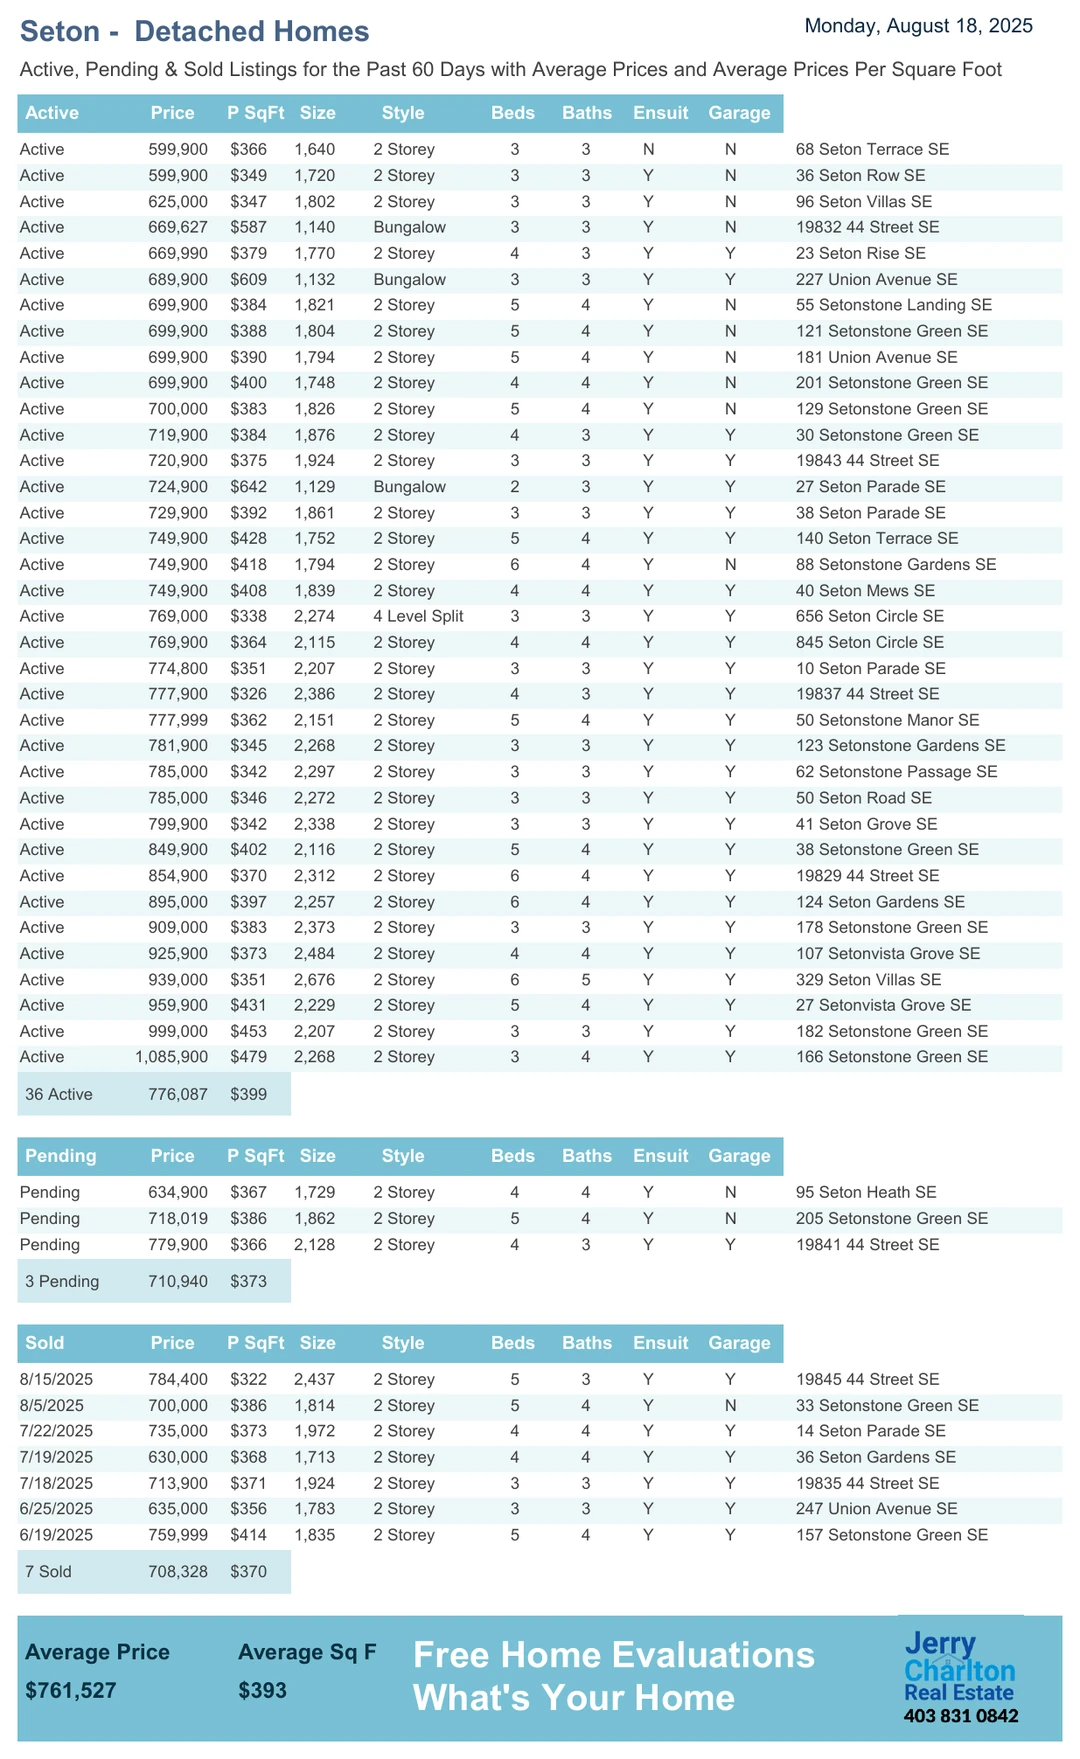 Seton -  Detached Homes
Monday, August 18, 2025
Active, Pending & Sold Listings for the Past 60 Days with Average Prices and Average Prices Per Square Foot
Active Price P SqFt Size Style Beds Baths Ensuit Garage
Active 599,900 $366 1,640 2 Storey 3 3 N N 68 Seton Terrace SE
Active 599,900 $349 1,720 2 Storey 3 3 Y N 36 Seton Row SE
Active 625,000 $347 1,802 2 Storey 3 3 Y N 96 Seton Villas SE
Active 669,627 $587 1,140 Bungalow 3 3 Y N 19832 44 Street SE
Active 669,990 $379 1,770 2 Storey 4 3 Y Y 23 Seton Rise SE
Active 689,900 $609 1,132 Bungalow 3 3 Y Y 227 Union Avenue SE
Active 699,900 $384 1,821 2 Storey 5 4 Y N 55 Setonstone Landing SE
Active 699,900 $388 1,804 2 Storey 5 4 Y N 121 Setonstone Green SE
Active 699,900 $390 1,794 2 Storey 5 4 Y N 181 Union Avenue SE
Active 699,900 $400 1,748 2 Storey 4 4 Y N 201 Setonstone Green SE
Active 700,000 $383 1,826 2 Storey 5 4 Y N 129 Setonstone Green SE
Active 719,900 $384 1,876 2 Storey 4 3 Y Y 30 Setonstone Green SE
Active 720,900 $375 1,924 2 Storey 3 3 Y Y 19843 44 Street SE
Active 724,900 $642 1,129 Bungalow 2 3 Y Y 27 Seton Parade SE
Active 729,900 $392 1,861 2 Storey 3 3 Y Y 38 Seton Parade SE
Active 749,900 $428 1,752 2 Storey 5 4 Y Y 140 Seton Terrace SE
Active 749,900 $418 1,794 2 Storey 6 4 Y N 88 Setonstone Gardens SE
Active 749,900 $408 1,839 2 Storey 4 4 Y Y 40 Seton Mews SE
Active 769,000 $338 2,274 4 Level Split 3 3 Y Y 656 Seton Circle SE
Active 769,900 $364 2,115 2 Storey 4 4 Y Y 845 Seton Circle SE
Active 774,800 $351 2,207 2 Storey 3 3 Y Y 10 Seton Parade SE
Active 777,900 $326 2,386 2 Storey 4 3 Y Y 19837 44 Street SE
Active 777,999 $362 2,151 2 Storey 5 4 Y Y 50 Setonstone Manor SE
Active 781,900 $345 2,268 2 Storey 3 3 Y Y 123 Setonstone Gardens SE
Active 785,000 $342 2,297 2 Storey 3 3 Y Y 62 Setonstone Passage SE
Active 785,000 $346 2,272 2 Storey 3 3 Y Y 50 Seton Road SE
Active 799,900 $342 2,338 2 Storey 3 3 Y Y 41 Seton Grove SE
Active 849,900 $402 2,116 2 Storey 5 4 Y Y 38 Setonstone Green SE
Active 854,900 $370 2,312 2 Storey 6 4 Y Y 19829 44 Street SE
Active 895,000 $397 2,257 2 Storey 6 4 Y Y 124 Seton Gardens SE
Active 909,000 $383 2,373 2 Storey 3 3 Y Y 178 Setonstone Green SE
Active 925,900 $373 2,484 2 Storey 4 4 Y Y 107 Setonvista Grove SE
Active 939,000 $351 2,676 2 Storey 6 5 Y Y 329 Seton Villas SE
Active 959,900 $431 2,229 2 Storey 5 4 Y Y 27 Setonvista Grove SE
Active 999,000 $453 2,207 2 Storey 3 3 Y Y 182 Setonstone Green SE
Active 1,085,900 $479 2,268 2 Storey 3 4 Y Y 166 Setonstone Green SE
36 Active 776,087 $399
Pending Price P SqFt Size Style Beds Baths Ensuit Garage
Pending 634,900 $367 1,729 2 Storey 4 4 Y N 95 Seton Heath SE
Pending 718,019 $386 1,862 2 Storey 5 4 Y N 205 Setonstone Green SE
Pending 779,900 $366 2,128 2 Storey 4 3 Y Y 19841 44 Street SE
3 Pending 710,940 $373
Sold Price P SqFt Size Style Beds Baths Ensuit Garage
8/15/2025 784,400 $322 2,437 2 Storey 5 3 Y Y 19845 44 Street SE
8/5/2025 700,000 $386 1,814 2 Storey 5 4 Y N 33 Setonstone Green SE
7/22/2025 735,000 $373 1,972 2 Storey 4 4 Y Y 14 Seton Parade SE
7/19/2025 630,000 $368 1,713 2 Storey 4 4 Y Y 36 Seton Gardens SE
7/18/2025 713,900 $371 1,924 2 Storey 3 3 Y Y 19835 44 Street SE
6/25/2025 635,000 $356 1,783 2 Storey 3 3 Y Y 247 Union Avenue SE
6/19/2025 759,999 $414 1,835 2 Storey 5 4 Y Y 157 Setonstone Green SE
7 Sold 708,328 $370
Average Price Average Sq F
$761,527 $393
Free Home Evaluations
What's Your Home
Jerry
Charlton
Real Estate
403 831 0842